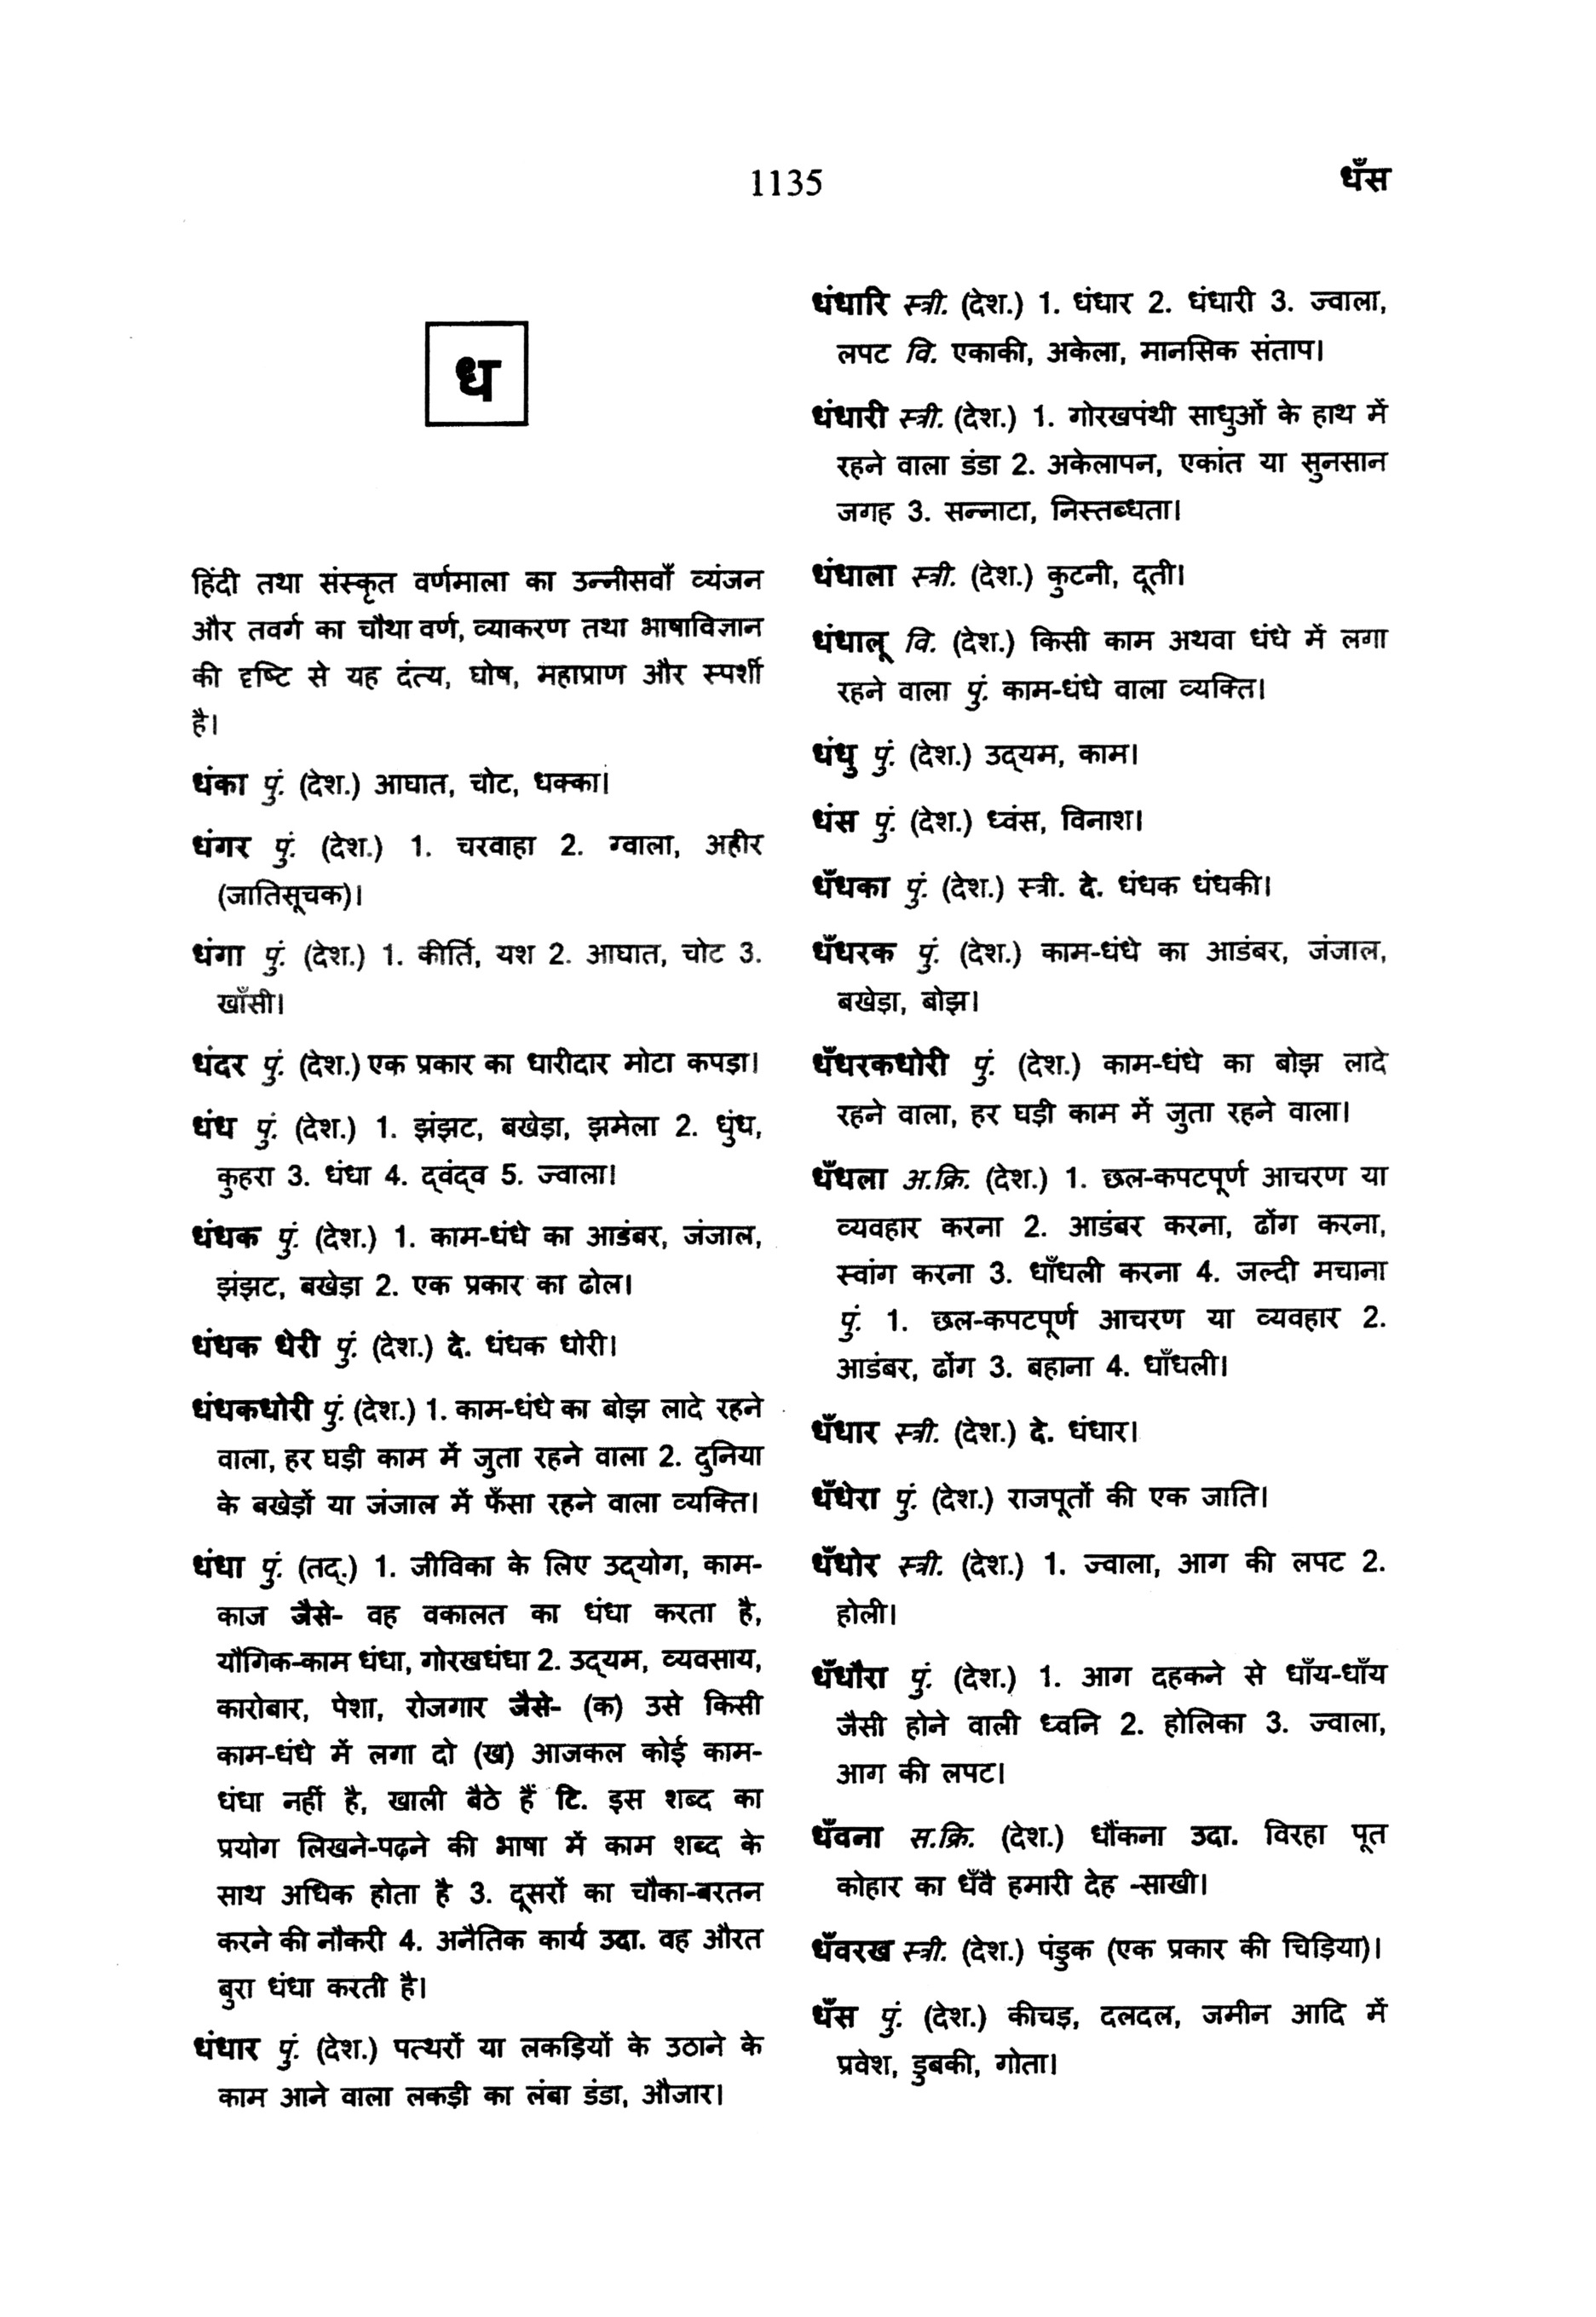 1135
धँस
ध
हिंदी तथा संस्कृत वर्णमाला का उन्नीसवाँ व्यंजन
और तवर्ग का चौथा वर्ण, व्याकरण तथा भाषाविज्ञान
की दृष्टि से यह दंत्य, घोष, महाप्राण और स्पर्शी
है।
धंका पुं. (देश.) आघात, चोट, धक्का।
धंगर पुं. (देश.) 1. चरवाहा 2. ग्वाला, अहीर
(जातिसूचक)।
धंगा पुं. (देश.) 1. कीर्ति, यश 2. आघात, चोट 3.
खाँसी।
धंदर पुं. (देश.) एक प्रकार का धारीदार मोटा कपड़ा।
धंध पुं. (देश.) 1. झंझट, बखेड़ा, झमेला 2. धुंध,
कुहरा 3. धंधा 4. द्वंद्व 5. ज्वाला।
धंधक पुं. (देश.) 1. काम-धंधे का आडंबर, जंजाल,
झंझट, बखेड़ा 2. एक प्रकार का ढोल।
धंधक धेरी पुं. (देश.) दे. धंधक धोरी।
धंधकधोरी पुं. (देश.) 1. काम-धंधे का बोझ लादे रहने
वाला, हर घड़ी काम में जुता रहने वाला 2. दुनिया
के बखेड़ों या जंजाल में फँसा रहने वाला व्यक्ति।
धंधा पुं. (तद्.) 1. जीविका के लिए उद्योग, काम-
काज जैसे- वह वकालत का धंधा करता है,
यौगिक-काम धंधा, गोरखधंधा 2. उद्यम, व्यवसाय,
कारोबार, पेशा, रोजगार जैसे- (क) उसे किसी
काम-धंधे में लगा दो (ख) आजकल कोई काम-
धंधा नहीं है, खाली बैठे हैं टि. इस शब्द का
प्रयोग लिखने-पढ़ने की भाषा में काम शब्द के
साथ अधिक होता है 3. दूसरों का चौका-बरतन
करने की नौकरी 4. अनैतिक कार्य उदा. वह औरत
बुरा धंधा करती है।
धंधार पुं. (देश.) पत्थरों या लकड़ियों के उठाने के
काम आने वाला लकड़ी का लंबा डंडा, औजार।
धंधारि स्त्री. (देश.) 1. धंधार 2. धंधारी 3. ज्वाला,
लपट वि. एकाकी, अकेला, मानसिक संताप।
धंधारी स्त्री. (देश.) 1. गोरखपंथी साधुओं के हाथ में
रहने वाला डंडा 2. अकेलापन, एकांत या सुनसान
जगह 3. सन्नाटा, निस्तब्धता।
धंधाला स्त्री. (देश.) कुटनी, दूती।
धंधालू वि. (देश.) किसी काम अथवा धंधे में लगा
रहने वाला पुं. काम-धंधे वाला व्यक्ति।
धंधु पुं. (देश.) उद्यम, काम।
धंस पुं. (देश.) ध्वंस, विनाश।
धँधका पुं. (देश.) स्त्री. दे. धंधक धंधकी।
धँधरक पुं. (देश.) काम-धंधे का आडंबर, जंजाल,
बखेड़ा, बोझ।
धँधरकधोरी पुं. (देश.) काम-धंधे का बोझ लादे
रहने वाला, हर घड़ी काम में जुता रहने वाला।
धँधला अ.क्रि. (देश.) 1. छल-कपटपूर्ण आचरण या
व्यवहार करना 2. आडंबर करना, ढोंग करना,
स्वांग करना 3. धाँधली करना 4. जल्दी मचाना
पुं. 1. छल-कपटपूर्ण आचरण या व्यवहार 2.
आडंबर, ढोंग 3. बहाना 4. धाँधली।
धँधार स्त्री. (देश.) दे. धंधार।
धँधेरा पुं. (देश.) राजपूतों की एक जाति।
धँधोर स्त्री. (देश.) 1. ज्वाला, आग की लपट 2.
होली।
धँधौरा पुं. (देश.) 1. आग दहकने से धाँय-धाँय
जैसी होने वाली ध्वनि 2. होलिका 3. ज्वाला,
आग की लपट।
धँवना स.क्रि. (देश.) धौंकना उदा. विरहा पूत
कोहार का धँवै हमारी देह -साखी।
धँवरख स्त्री. (देश.) पंडुक (एक प्रकार की चिड़िया)।
धँस पुं. (देश.) कीचड़, दलदल, जमीन आदि में
प्रवेश, डुबकी, गोता।